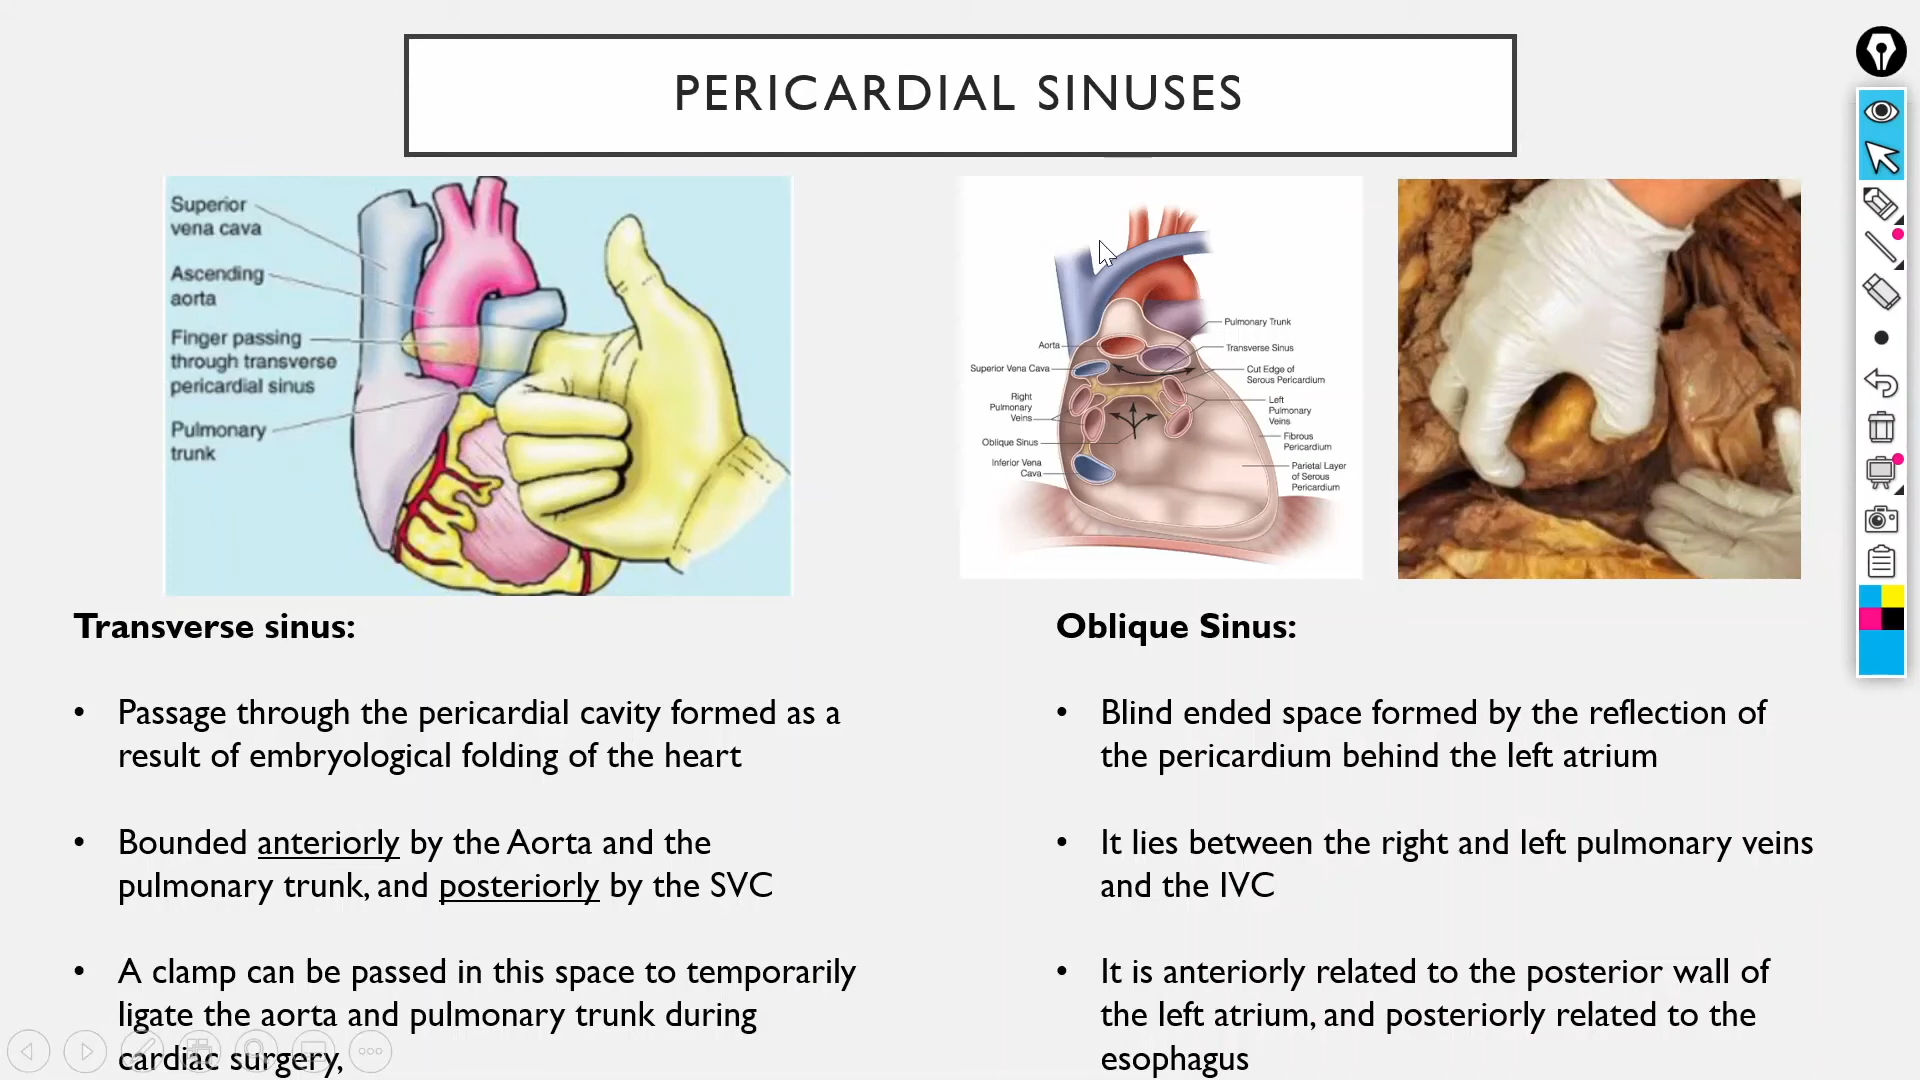 PERICARDIAL SINUSES
Superior
vena cava
Ascending
aorta
Finger passing
through transverse
pericardial sinus
Pulmonary
trunk
Pulmonary Trunk
Aorta
Transverse Sinus
Superior Vena Cava
Cut Edge of
Serous Pericardium
Right
Pulmonary
Veins
Left
Pulmonary
Veins
Oblique Sinus
Fibrous
Pericardium
Inferior Vena
Cava
Parietal Layer
of Serous
Pericardium
Transverse sinus:
• Passage through the pericardial cavity formed as a
result of embryological folding of the heart
• Bounded anteriorly by the Aorta and the
pulmonary trunk, and posteriorly by the SVC
• A clamp can be passed in this space to temporarily
ligate the aorta and pulmonary trunk during
cardiac surgery,
Oblique Sinus:
• Blind ended space formed by the reflection of
the pericardium behind the left atrium
• It lies between the right and left pulmonary veins
and the IVC
• It is anteriorly related to the posterior wall of
the left atrium, and posteriorly related to the
esophagus